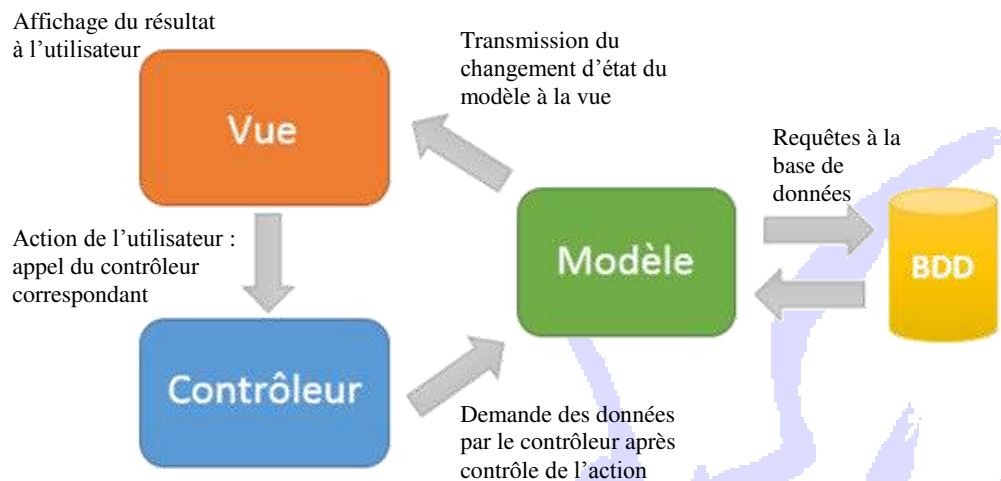 Affichage du résultat
à l'utilisateur
Transmission du
changement d'état du
modèle à la vue
Vue
Requêtes à la
base de
données
Action de l'utilisateur :
appel du contrôleur
correspondant
Modèle
BDD
Contrôleur
Demande des données
par le contrôleur après
contrôle de l'action